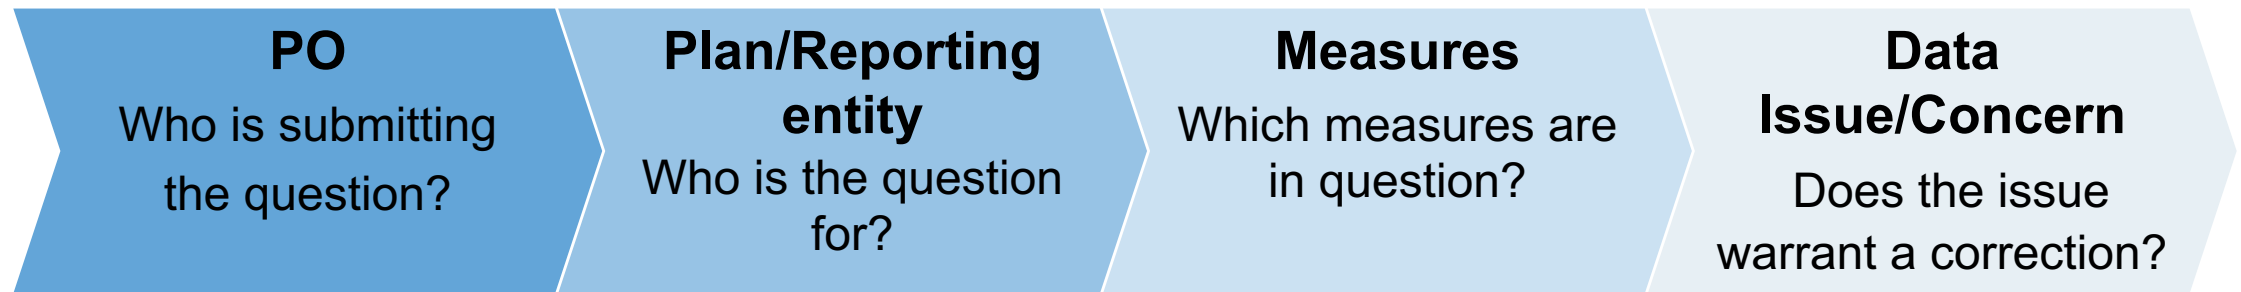 PO
Who is submitting
the question?
Plan/Reporting
entity
Who is the question
for?
Measures
Which measures are
in question?
Data
Issue/Concern
Does the issue
warrant a correction?